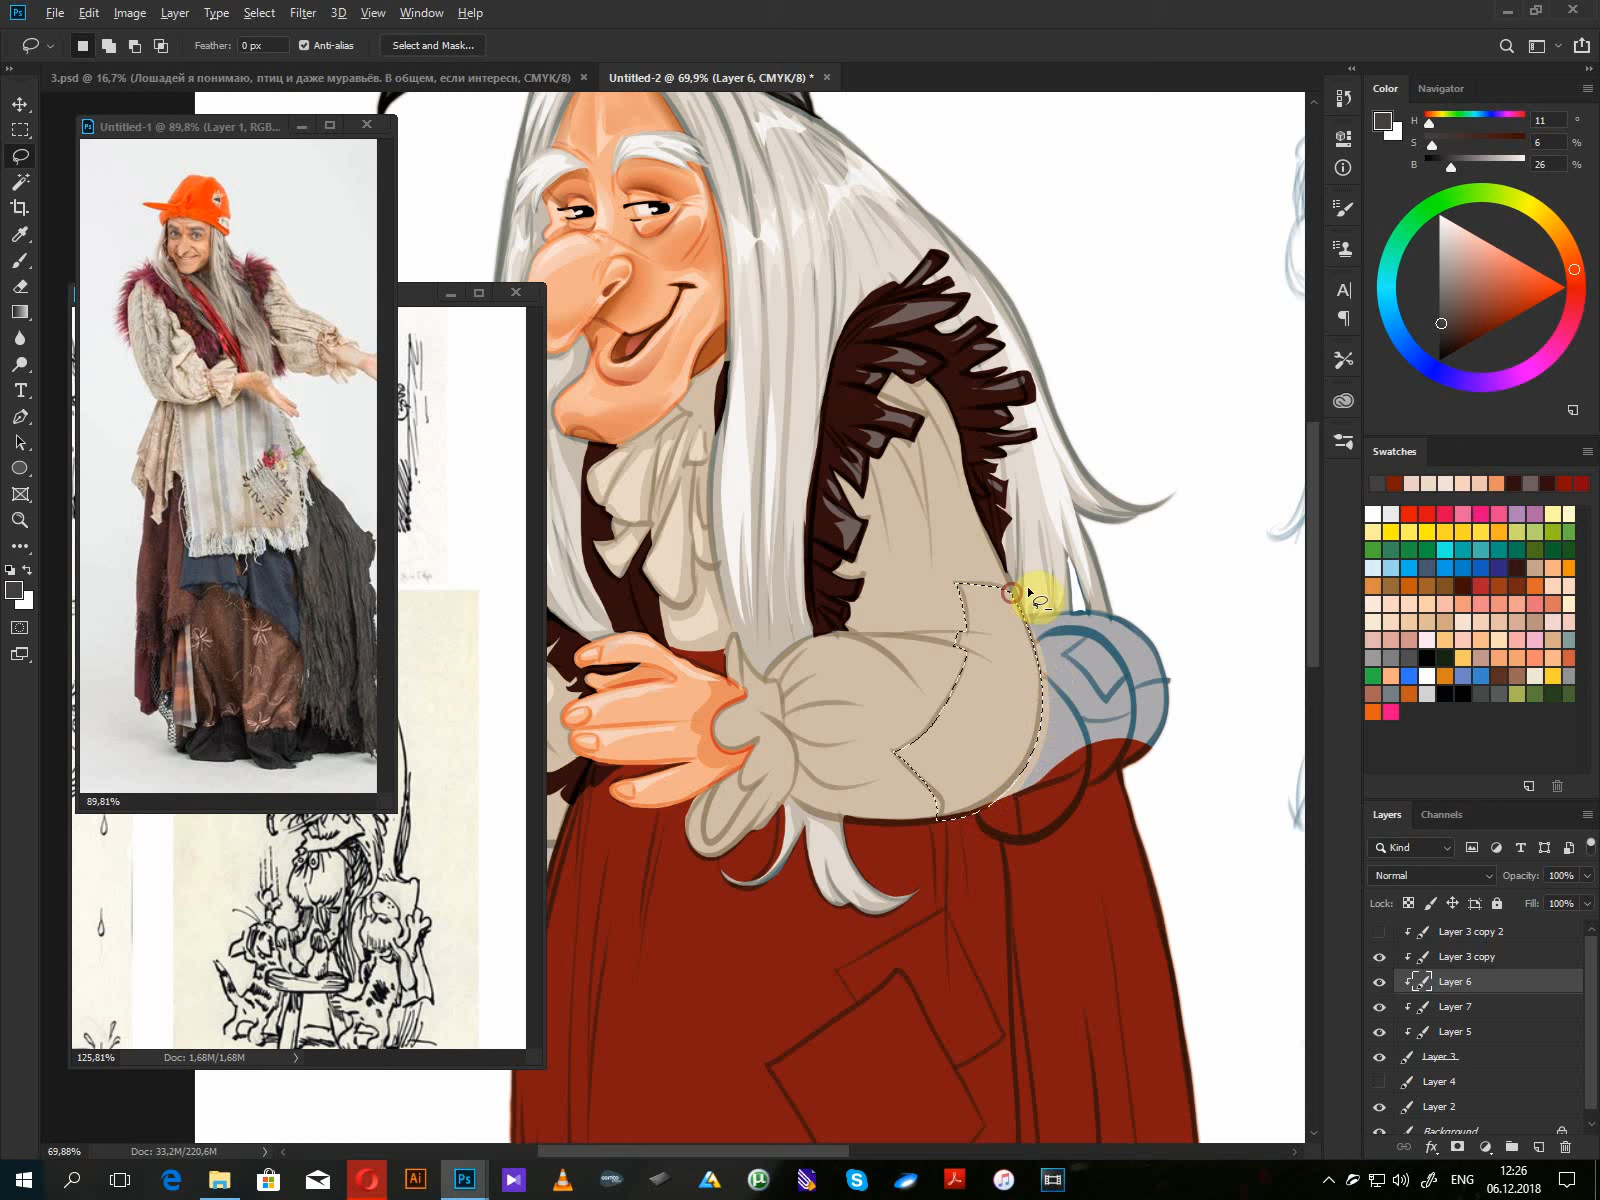 File Edit Image Layer Type Select Filter 3D View Window Help
Feather: 0 px Anti-alias Select and Mask...
3.psd @ 16,7% (Лошадей я понимаю, птиц и даже муравьёв. В общем, если интересн, CMYK/8) × Untitled-2 @ 69,9% (Layer 6, CMYK/8) * ×
Untitled-1 @ 89,8% (Layer 1, RGB...
89,81%
125,81% Doc: 1,68M/1,68M
69,88% Doc: 33,2M/220,6M
Color Navigator
H 11 °
S 6 %
B 26 %
Swatches
Layers Channels
Kind
Normal Opacity: 100%
Lock: Fill: 100%
Layer 3 copy 2
Layer 3 copy
Layer 6
Layer 7
Layer 5
Layer 3
Layer 4
Layer 2
Background
ENG
12:26
06.12.2018